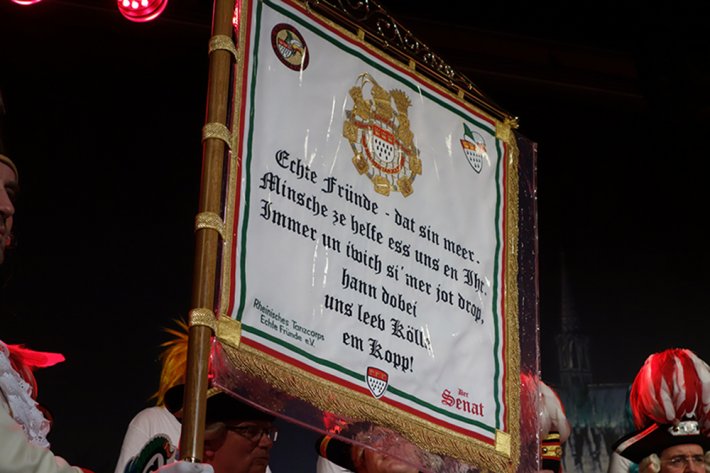 Echte Fründe - dat sin meer.
Minsche ze helfe ess uns en Ihr.
Immer un iwich si'mer jot drop,
hann dobei
uns leev Kölle
em Kopp!
Rheinisches Tanzcorps
Echte Fründe e.V.
Der
Senat